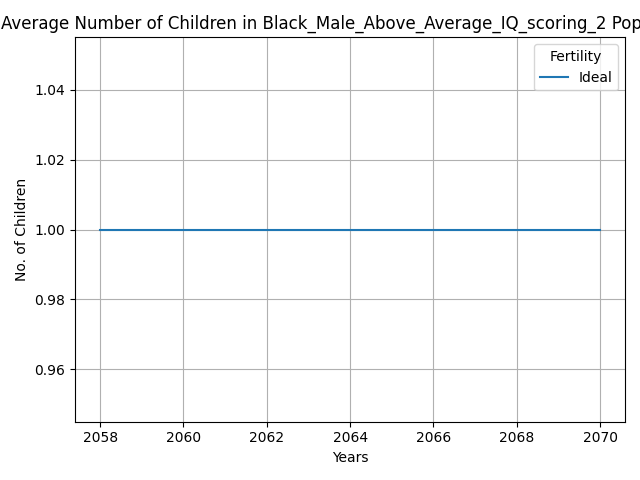 Average Number of Children in Black_Male_Above_Average_IQ_scoring_2 Pop
Fertility
Ideal
1.04
1.02
1.00
0.98
0.96
No. of Children
2058 2060 2062 2064 2066 2068 2070
Years